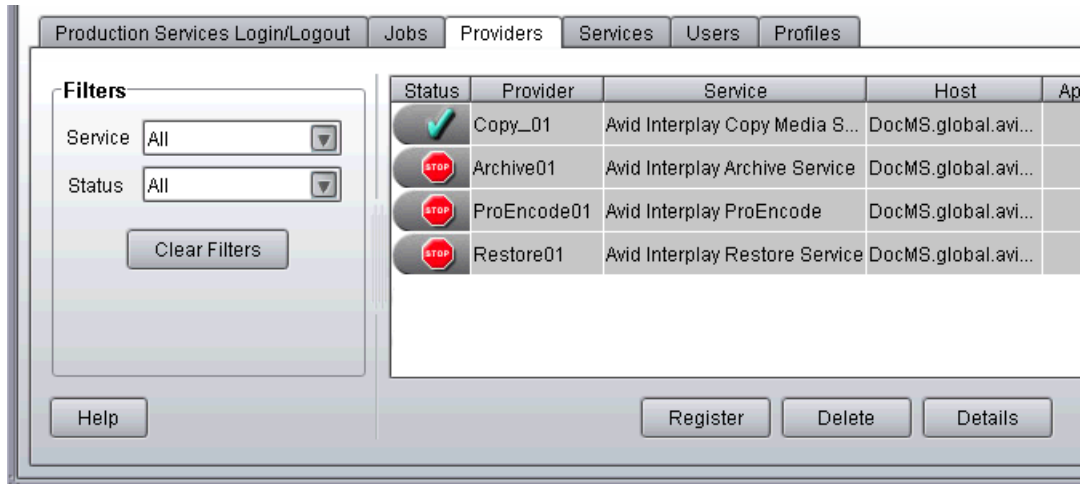 Production Services Login/Logout Jobs Providers Services Users Profiles
Filters
Service All
Status All
Clear Filters
Status Provider Service Host Ap
Copy_01 Avid Interplay Copy Media S... DocMS.global.avi...
STOP Archive01 Avid Interplay Archive Service DocMS.global.avi...
STOP ProEncode01 Avid Interplay ProEncode DocMS.global.avi...
STOP Restore01 Avid Interplay Restore Service DocMS.global.avi...
Help Register Delete Details